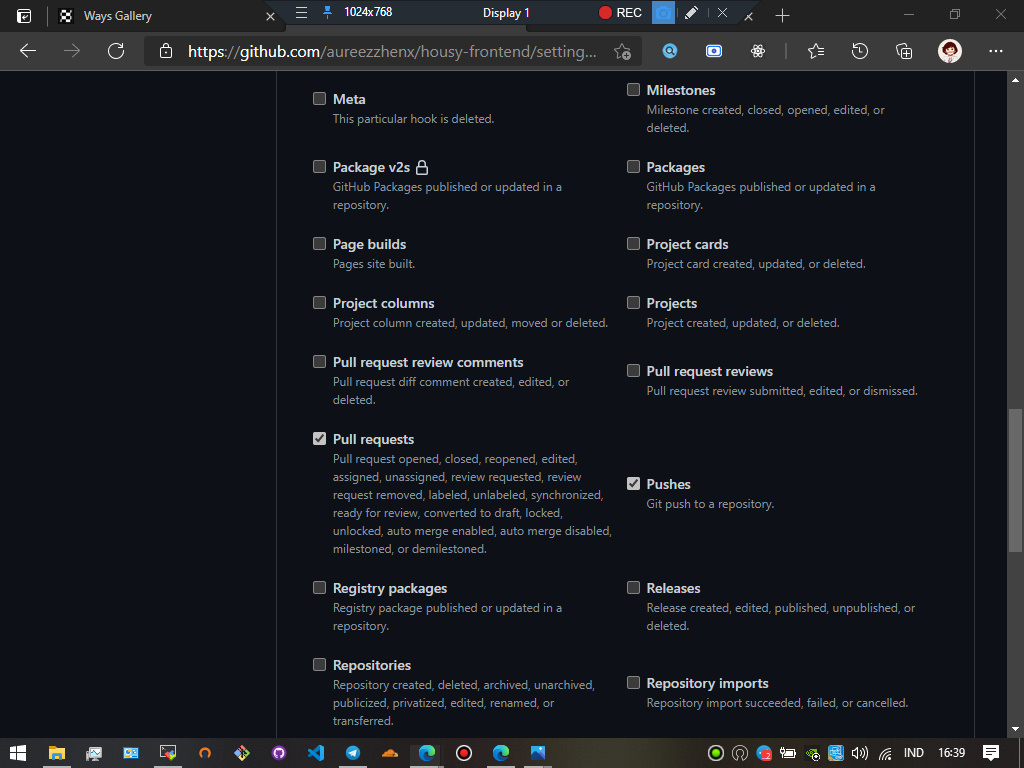 Ways Gallery
1024x768
Display 1
REC
https://github.com/aureezzhenx/housy-frontend/setting...
Meta
This particular hook is deleted.
Milestones
Milestone created, closed, opened, edited, or
deleted.
Package v2s
GitHub Packages published or updated in a
repository.
Packages
GitHub Packages published or updated in a
repository.
Page builds
Pages site built.
Project cards
Project card created, updated, or deleted.
Project columns
Project column created, updated, moved or deleted.
Projects
Project created, updated, or deleted.
Pull request review comments
Pull request diff comment created, edited, or
deleted.
Pull request reviews
Pull request review submitted, edited, or dismissed.
Pull requests
Pull request opened, closed, reopened, edited,
assigned, unassigned, review requested, review
request removed, labeled, unlabeled, synchronized,
ready for review, converted to draft, locked,
unlocked, auto merge enabled, auto merge disabled,
milestoned, or demilestoned.
Pushes
Git push to a repository.
Registry packages
Registry package published or updated in a
repository.
Releases
Release created, edited, published, unpublished, or
deleted.
Repositories
Repository created, deleted, archived, unarchived,
publicized, privatized, edited, renamed, or
transferred.
Repository imports
Repository import succeeded, failed, or cancelled.
IND
16:39